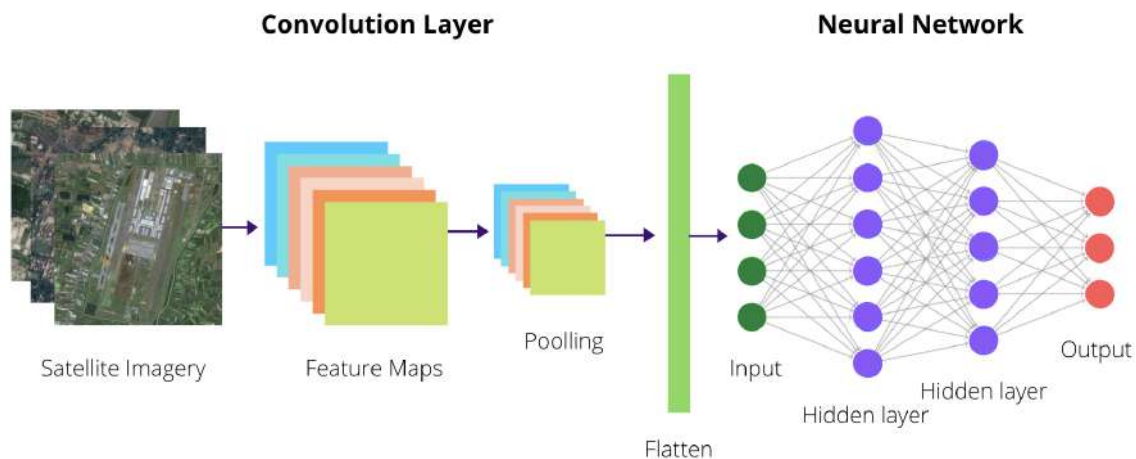 Convolution Layer
Neural Network
Satellite Imagery
Feature Maps
Poolling
Flatten
Input
Hidden layer
Hidden layer
Output